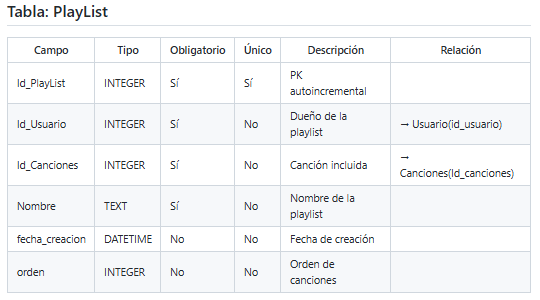 Tabla: PlayList
Campo Tipo Obligatorio Único Descripción Relación
Id_PlayList INTEGER Sí Sí PK autoincremental
Id_Usuario INTEGER Sí No Dueño de la playlist → Usuario(id_usuario)
Id_Canciones INTEGER Sí No Canción incluida → Canciones(Id_canciones)
Nombre TEXT Sí No Nombre de la playlist
fecha_creacion DATETIME No No Fecha de creación
orden INTEGER No No Orden de canciones